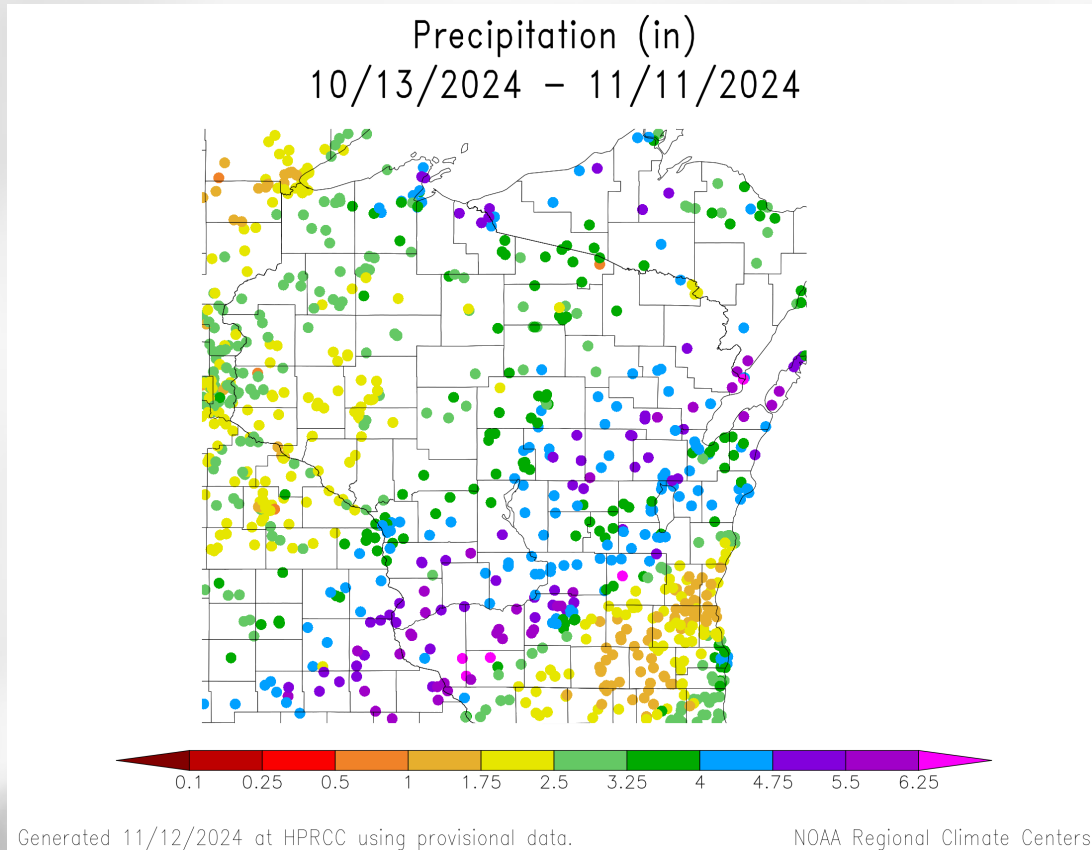 Precipitation (in)
10/13/2024 – 11/11/2024
0.1 0.25 0.5 1 1.75 2.5 3.25 4 4.75 5.5 6.25
Generated 11/12/2024 at HPRCC using provisional data. NOAA Regional Climate Centers